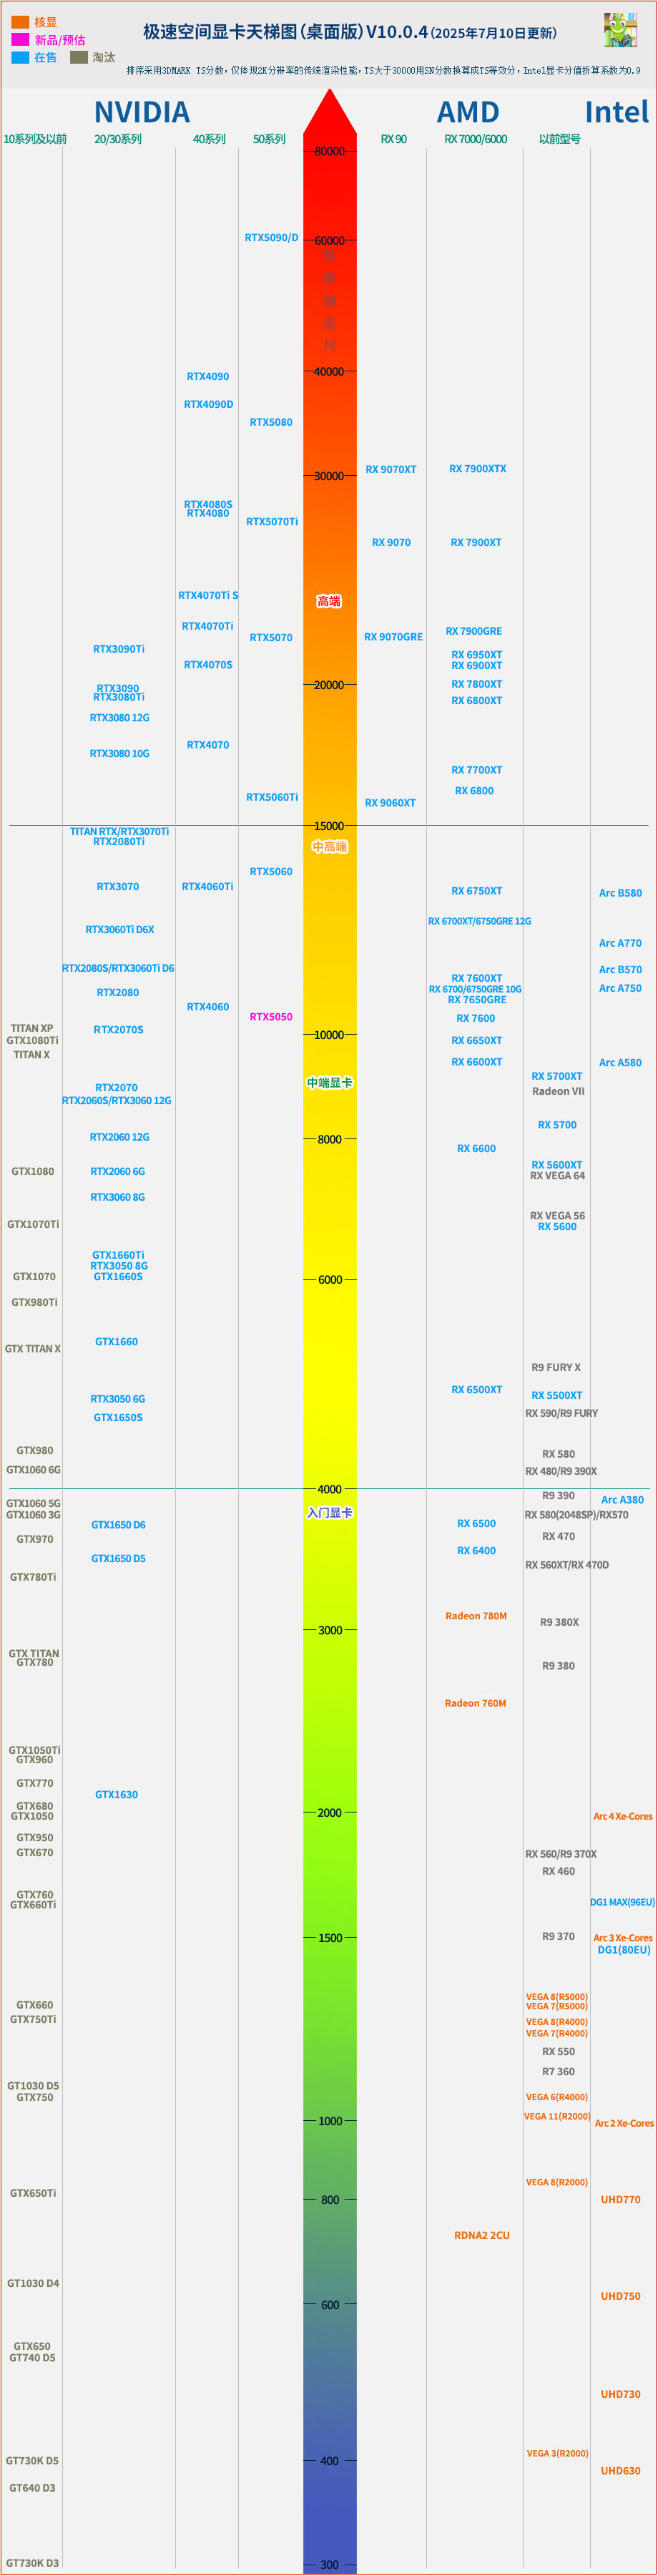 核显
新品/预估
在售
淘汰
极速空间显卡天梯图（桌面版）V10.0.4（2025年7月10日更新）
排序采用3DMARK TS分数，仅体现2K分辨率的传统渲染性能，TS大于30000用SN分数换算成TS等效分，Intel显卡分值折算系数为0.9
NVIDIA
AMD
Intel
10系列及以前
20/30系列
40系列
50系列
RX 90
RX 7000/6000
以前型号
80000
RTX5090/D
60000
尺
40000
RTX4090
RTX4090D
RTX5080
RX 9070XT
RX 7900XTX
30000
RTX4080S
RTX4080
RTX5070Ti
RX 9070
RX 7900XT
RTX4070Ti S
高端
RTX4070Ti
RX 7900GRE
RTX5070
RX 9070GRE
RTX3090Ti
RX 6950XT
RTX4070S
RX 6900XT
20000
RX 7800XT
RTX3090
RTX3080Ti
RX 6800XT
RTX3080 12G
RTX4070
RTX3080 10G
RX 7700XT
RX 6800
RTX5060Ti
RX 9060XT
15000
TITAN RTX/RTX3070Ti
RTX2080Ti
中高端
RTX5060
RTX3070
RTX4060Ti
RX 6750XT
Arc B580
RX 6700XT/6750GRE 12G
RTX3060Ti D6X
Arc A770
RTX2080S/RTX3060Ti D6
Arc B570
RX 7600XT
RX 6700/6750GRE 10G
Arc A750
RTX2080
RX 7650GRE
RTX4060
RTX5050
RX 7600
TITAN XP
RTX2070S
10000
GTX1080Ti
RX 6650XT
TITAN X
RX 6600XT
Arc A580
RX 5700XT
中端显卡
RTX2070
Radeon VII
RTX2060S/RTX3060 12G
RX 5700
RTX2060 12G
8000
RX 6600
RX 5600XT
GTX1080
RTX2060 6G
RX VEGA 64
RTX3060 8G
RX VEGA 56
GTX1070Ti
RX 5600
GTX1660Ti
RTX3050 8G
GTX1070
GTX1660S
6000
GTX980Ti
GTX1660
GTX TITAN X
R9 FURY X
RX 6500XT
RX 5500XT
RTX3050 6G
RX 590/R9 FURY
GTX1650S
GTX980
RX 580
GTX1060 6G
RX 480/R9 390X
4000
R9 390
Arc A380
GTX1060 5G
GTX1060 3G
入门显卡
RX 580(2048SP)/RX570
GTX1650 D6
RX 6500
GTX970
RX 470
RX 6400
GTX1650 D5
RX 560XT/RX 470D
GTX780Ti
Radeon 780M
R9 380X
3000
GTX TITAN
GTX780
R9 380
Radeon 760M
GTX1050Ti
GTX960
GTX770
GTX1630
GTX680
2000
GTX1050
Arc 4 Xe-Cores
GTX950
GTX670
RX 560/R9 370X
RX 460
GTX760
GTX660Ti
DG1 MAX(96EU)
1500
R9 370
Arc 3 Xe-Cores
DG1(80EU)
VEGA 8(R5000)
GTX660
VEGA 7(R5000)
GTX750Ti
VEGA 8(R4000)
VEGA 7(R4000)
RX 550
R7 360
GT1030 D5
GTX750
VEGA 6(R4000)
VEGA 11(R2000)
1000
Arc 2 Xe-Cores
VEGA 8(R2000)
GTX650Ti
800
UHD770
RDNA2 2CU
GT1030 D4
UHD750
600
GTX650
GT740 D5
UHD730
VEGA 3(R2000)
GT730K D5
400
UHD630
GT640 D3
GT730K D3
300